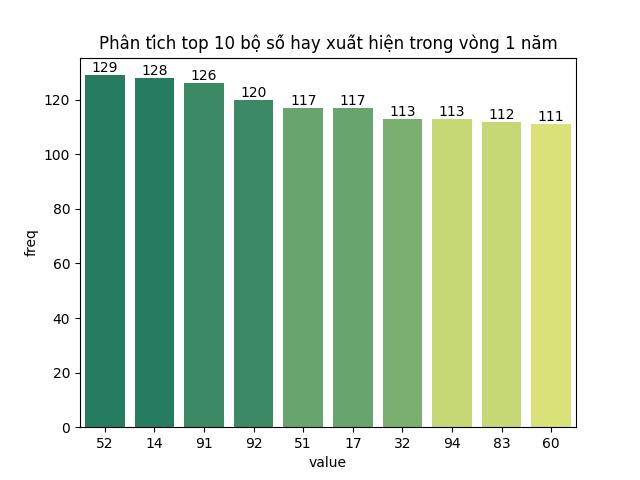 Phân tích top 10 bộ số hay xuất hiện trong vòng 1 năm
129 128 126 120 117 117 113 113 112 111
120
100
80
60
40
20
0
freq
52 14 91 92 51 17 32 94 83 60
value